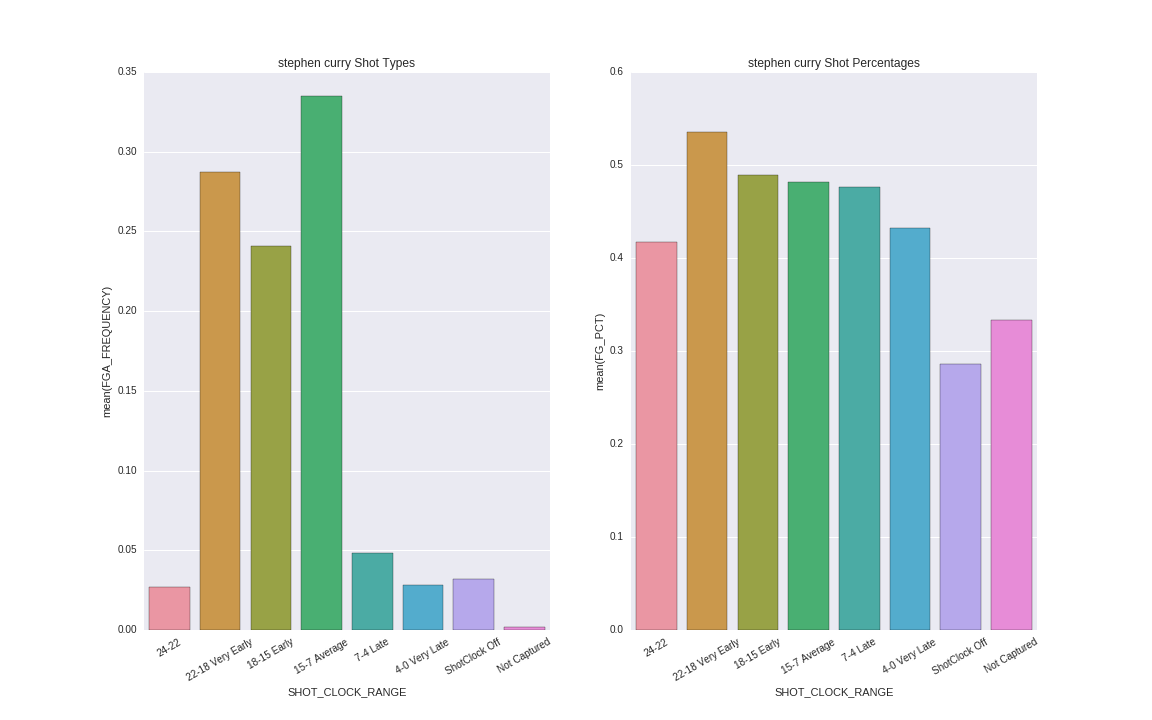 stephen curry Shot Types
0.35
0.30
0.25
0.20
0.15
0.10
0.05
0.00
mean(FGA_FREQUENCY)
24-22
22-18 Very Early
18-15 Early
15-7 Average
7-4 Late
4-0 Very Late
ShotClock Off
Not Captured
SHOT_CLOCK_RANGE
stephen curry Shot Percentages
0.6
0.5
0.4
0.3
0.2
0.1
0.0
mean(FG_PCT)
24-22
22-18 Very Early
18-15 Early
15-7 Average
7-4 Late
4-0 Very Late
ShotClock Off
Not Captured
SHOT_CLOCK_RANGE